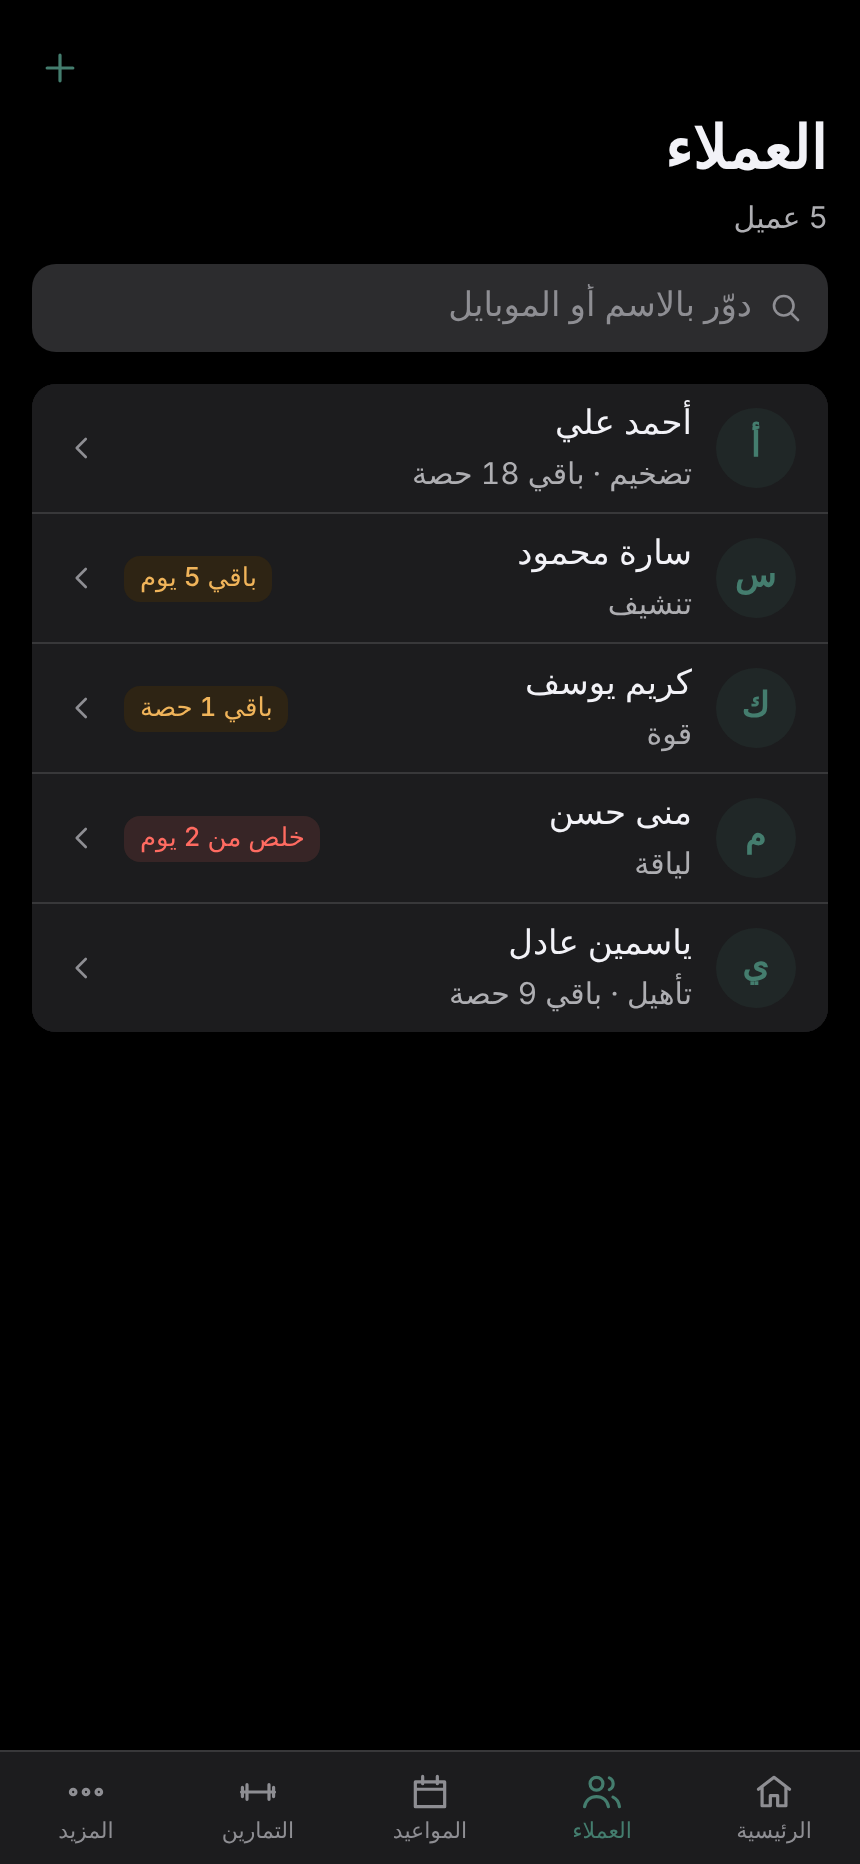 العملاء
5 عميل
دوّر بالاسم أو الموبايل
أ
أحمد علي
تضخيم · باقي 18 حصة
س
سارة محمود
تنشيف
باقي 5 يوم
ك
كريم يوسف
قوة
باقي 1 حصة
م
منى حسن
لياقة
خلص من 2 يوم
ي
ياسمين عادل
تأهيل · باقي 9 حصة
الرئيسية
العملاء
المواعيد
التمارين
المزيد